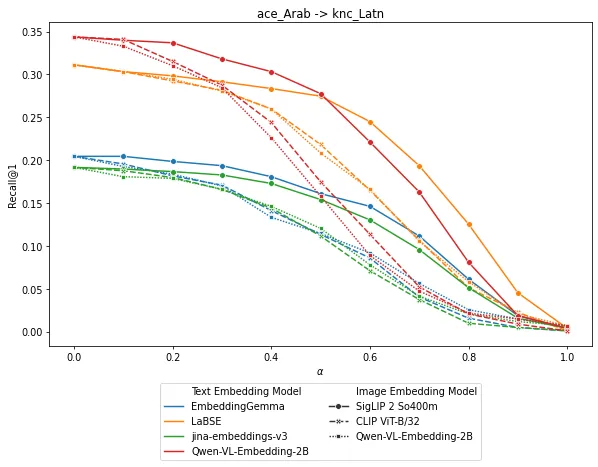 ace_Arab -> knc_Latn
Recall@1
0.35
0.30
0.25
0.20
0.15
0.10
0.05
0.00
0.0 0.2 0.4 0.6 0.8 1.0
α
Text Embedding Model
EmbeddingGemma
LaBSE
jina-embeddings-v3
Qwen-VL-Embedding-2B
Image Embedding Model
SigLIP 2 So400m
CLIP ViT-B/32
Qwen-VL-Embedding-2B